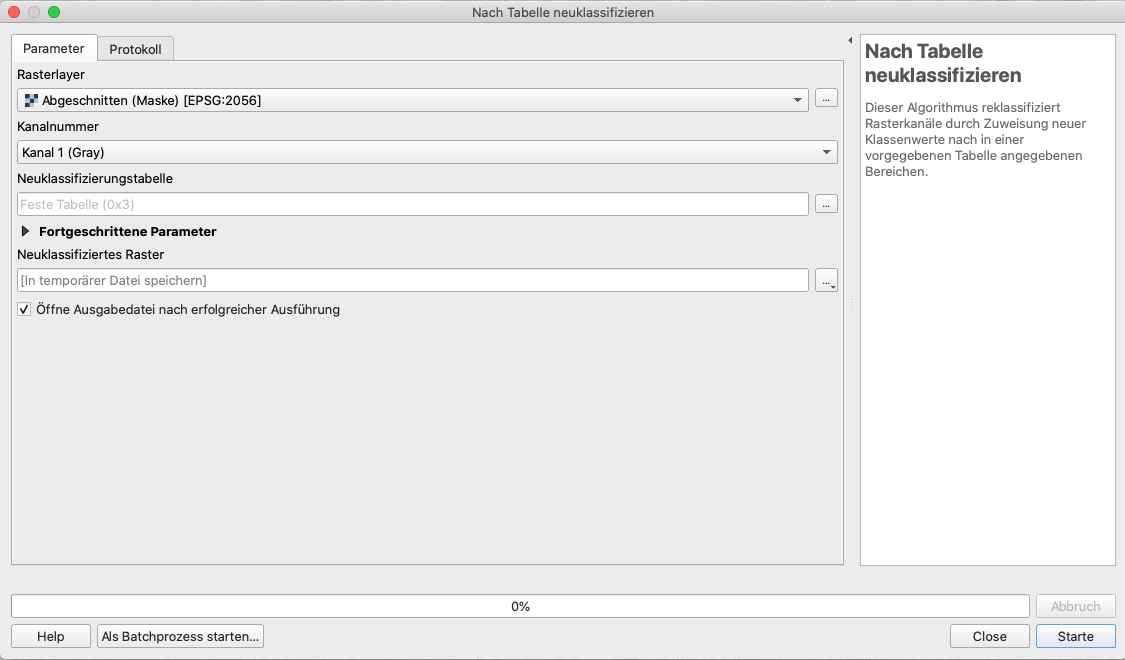 Nach Tabelle neuklassifizieren
Parameter
Protokoll
Rasterlayer
Abgeschnitten (Maske) [EPSG:2056]
...
Kanalnummer
Kanal 1 (Gray)
Neuklassifizierungstabelle
Feste Tabelle (0x3)
...
Fortgeschrittene Parameter
Neuklassifiziertes Raster
[In temporärer Datei speichern]
...
Öffne Ausgabedatei nach erfolgreicher Ausführung
Nach Tabelle
neuklassifizieren
Dieser Algorithmus reklassifiziert
Rasterkanäle durch Zuweisung neuer
Klassenwerte nach in einer
vorgegebenen Tabelle angegebenen
Bereichen.
0%
Abbruch
Help
Als Batchprozess starten...
Close
Starte